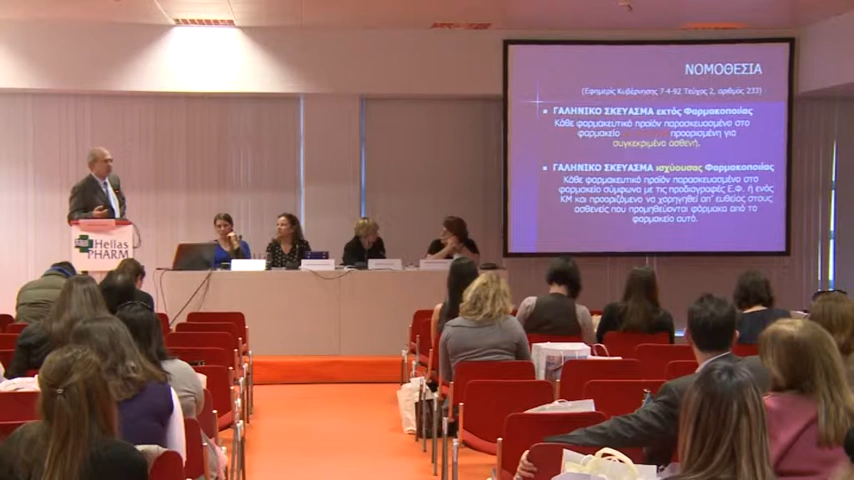 ΝΟΜΟΘΕΣΙΑ
(Εφημερίς Κυβέρνησης 7-4-92 Τεύχος 2, αριθμός 233)
ΓΑΛΗΝΙΚΟ ΣΚΕΥΑΣΜΑ εκτός Φαρμακοποιίας
Κάθε φαρμακευτικό προϊόν παρασκευασμένο στο
φαρμακείο προορισμένη για
συγκεκριμένο ασθενή.
ΓΑΛΗΝΙΚΟ ΣΚΕΥΑΣΜΑ ισχύουσας Φαρμακοποιίας
Κάθε φαρμακευτικό προϊόν παρασκευασμένο στο
φαρμακείο σύμφωνα με τις προδιαγραφές Ε.Φ. ή ενός
ΚΜ και προοριζόμενο να χορηγηθεί απ' ευθείας στους
ασθενείς που προμηθεύονται φάρμακα από το
φαρμακείο αυτό.
Hellas
PHARM